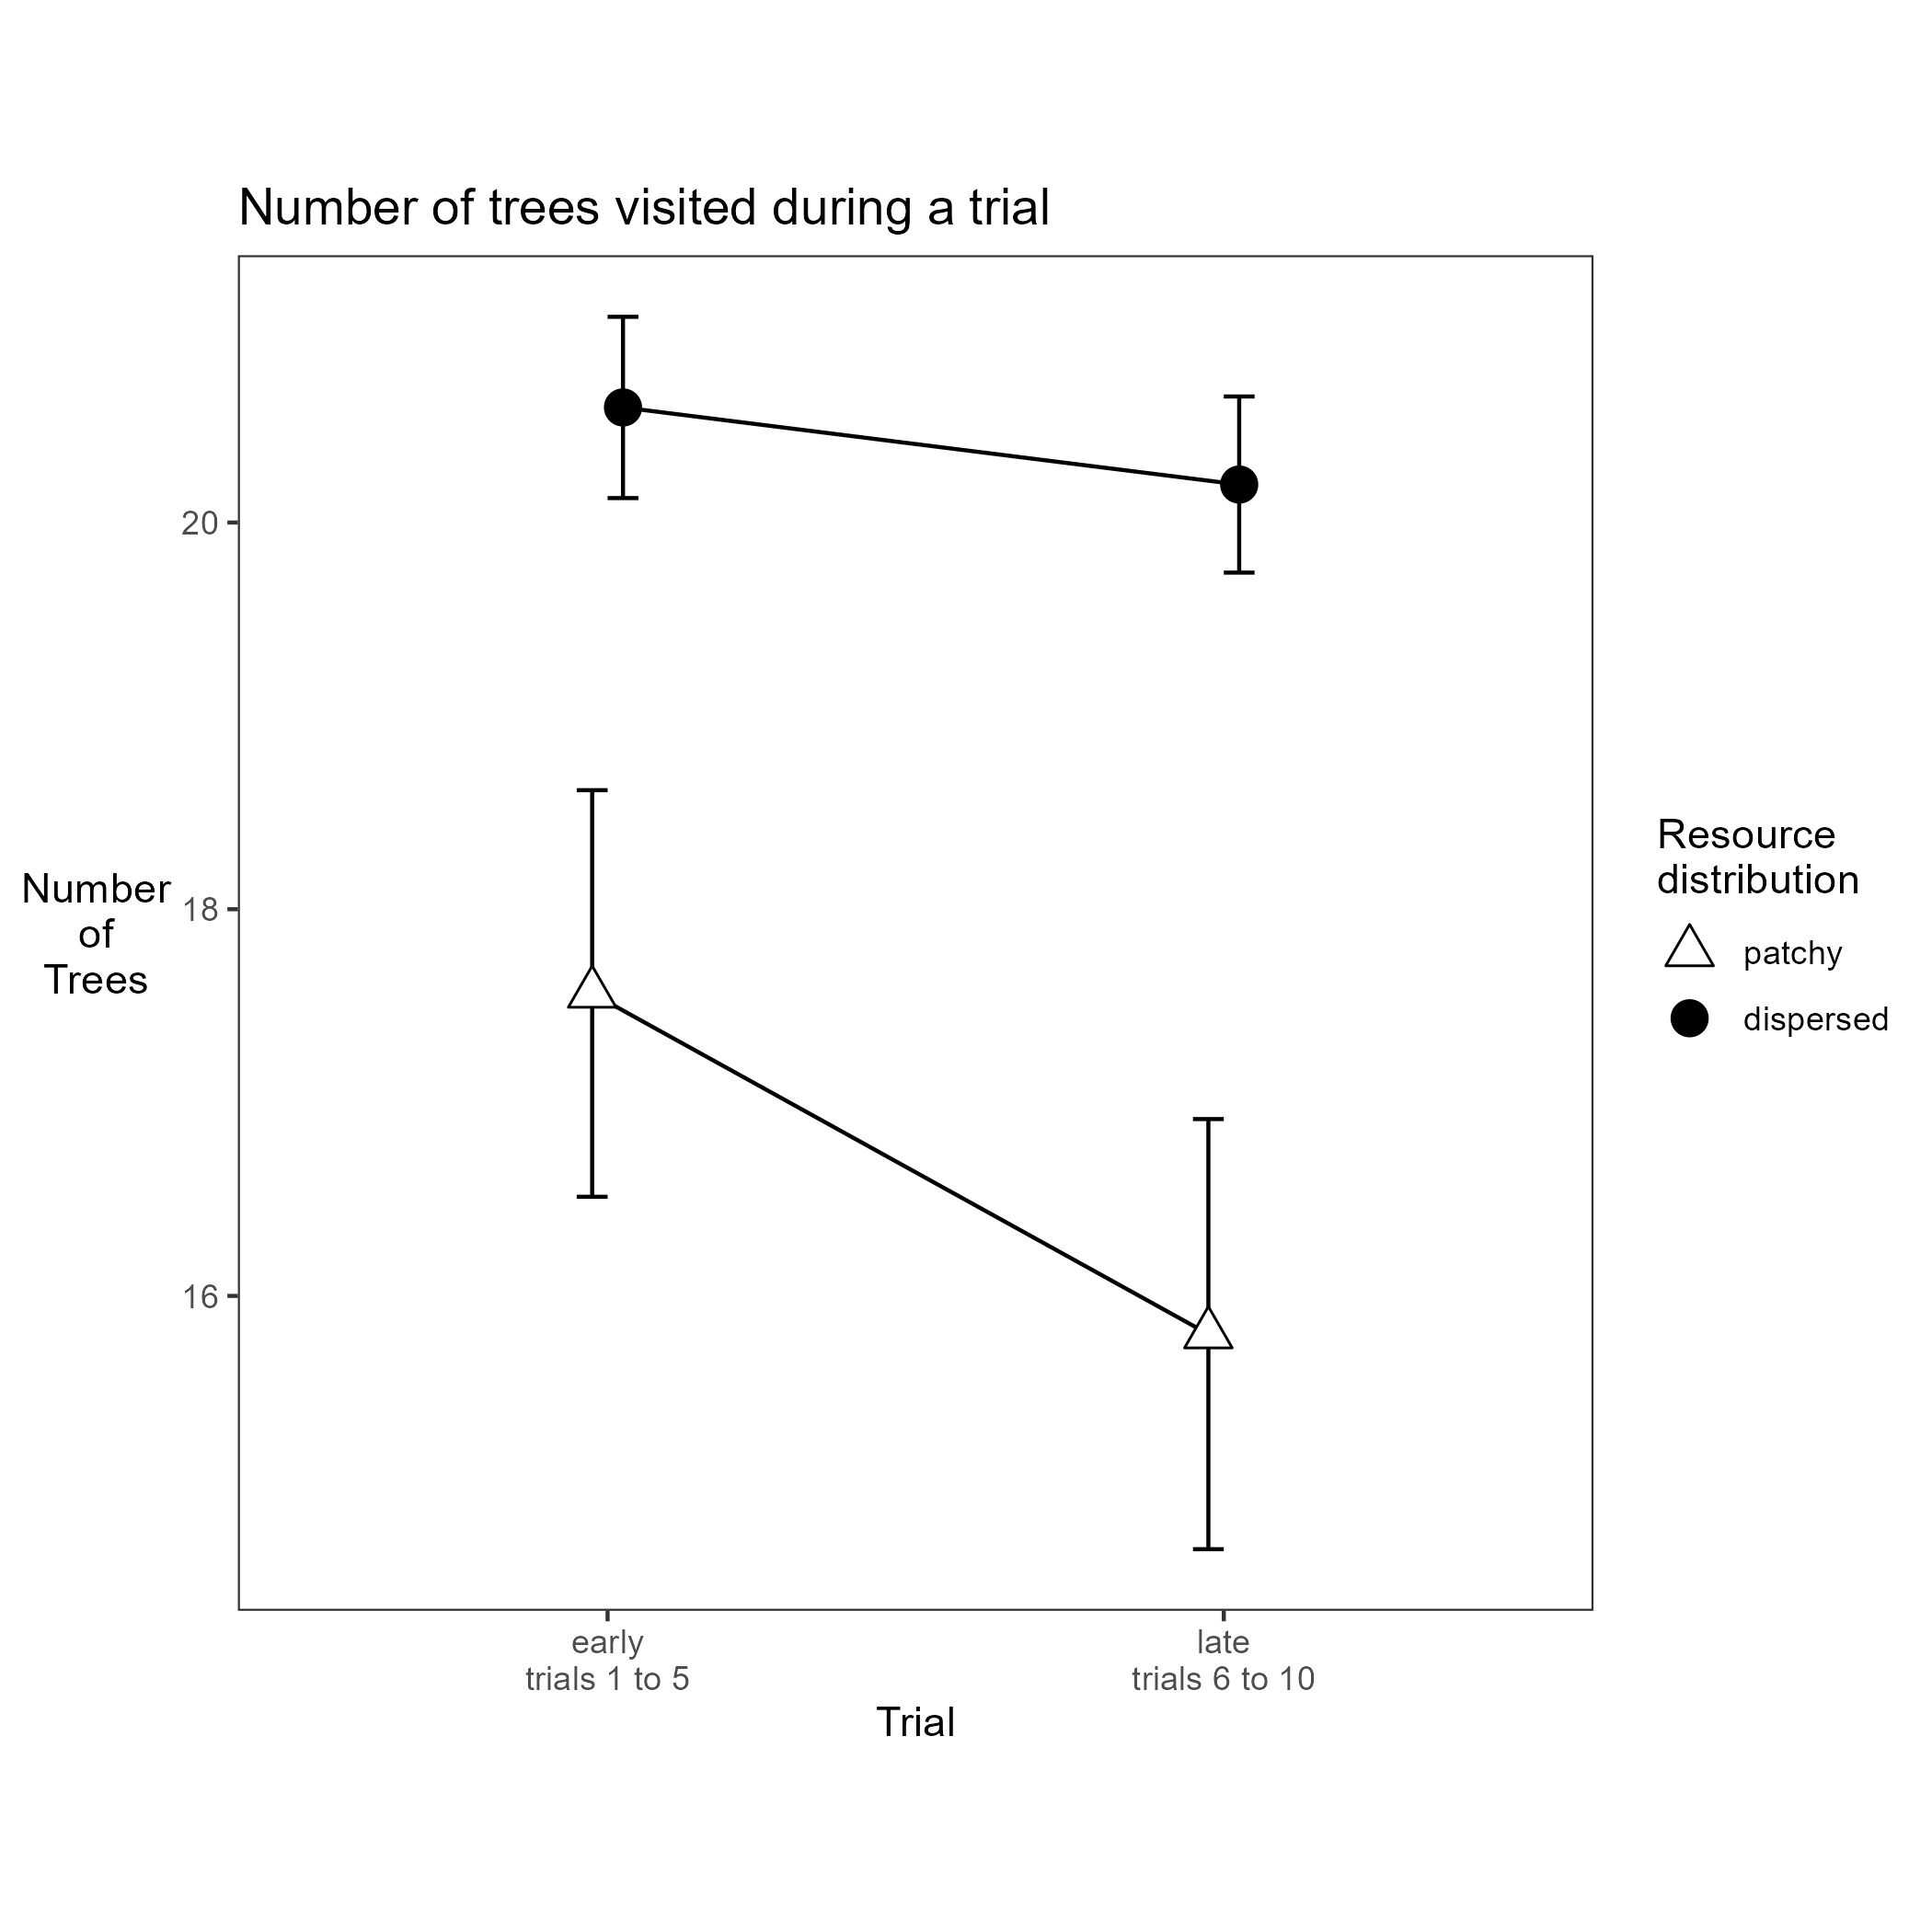 Number of trees visited during a trial
Number
of
Trees
20
18
16
early
trials 1 to 5
late
trials 6 to 10
Trial
Resource
distribution
patchy
dispersed